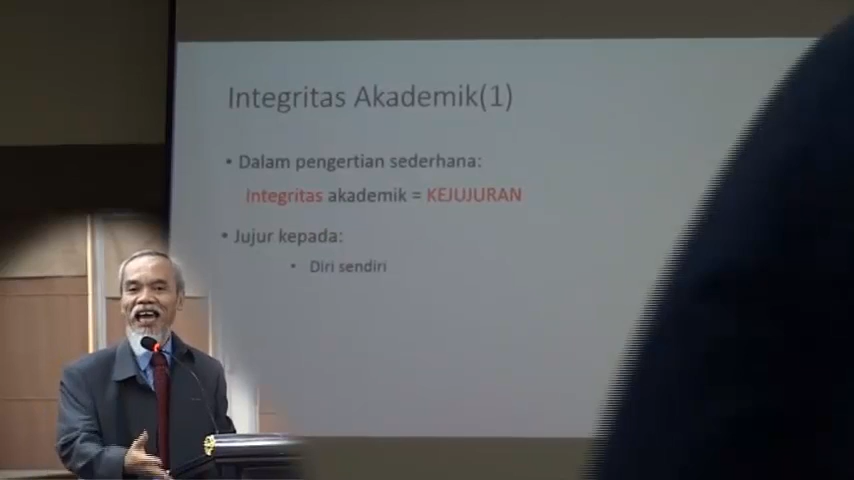 Integritas Akademik(1)
• Dalam pengertian sederhana:
Integritas akademik = KEJUJURAN
• Jujur kepada:
• Diri sendiri